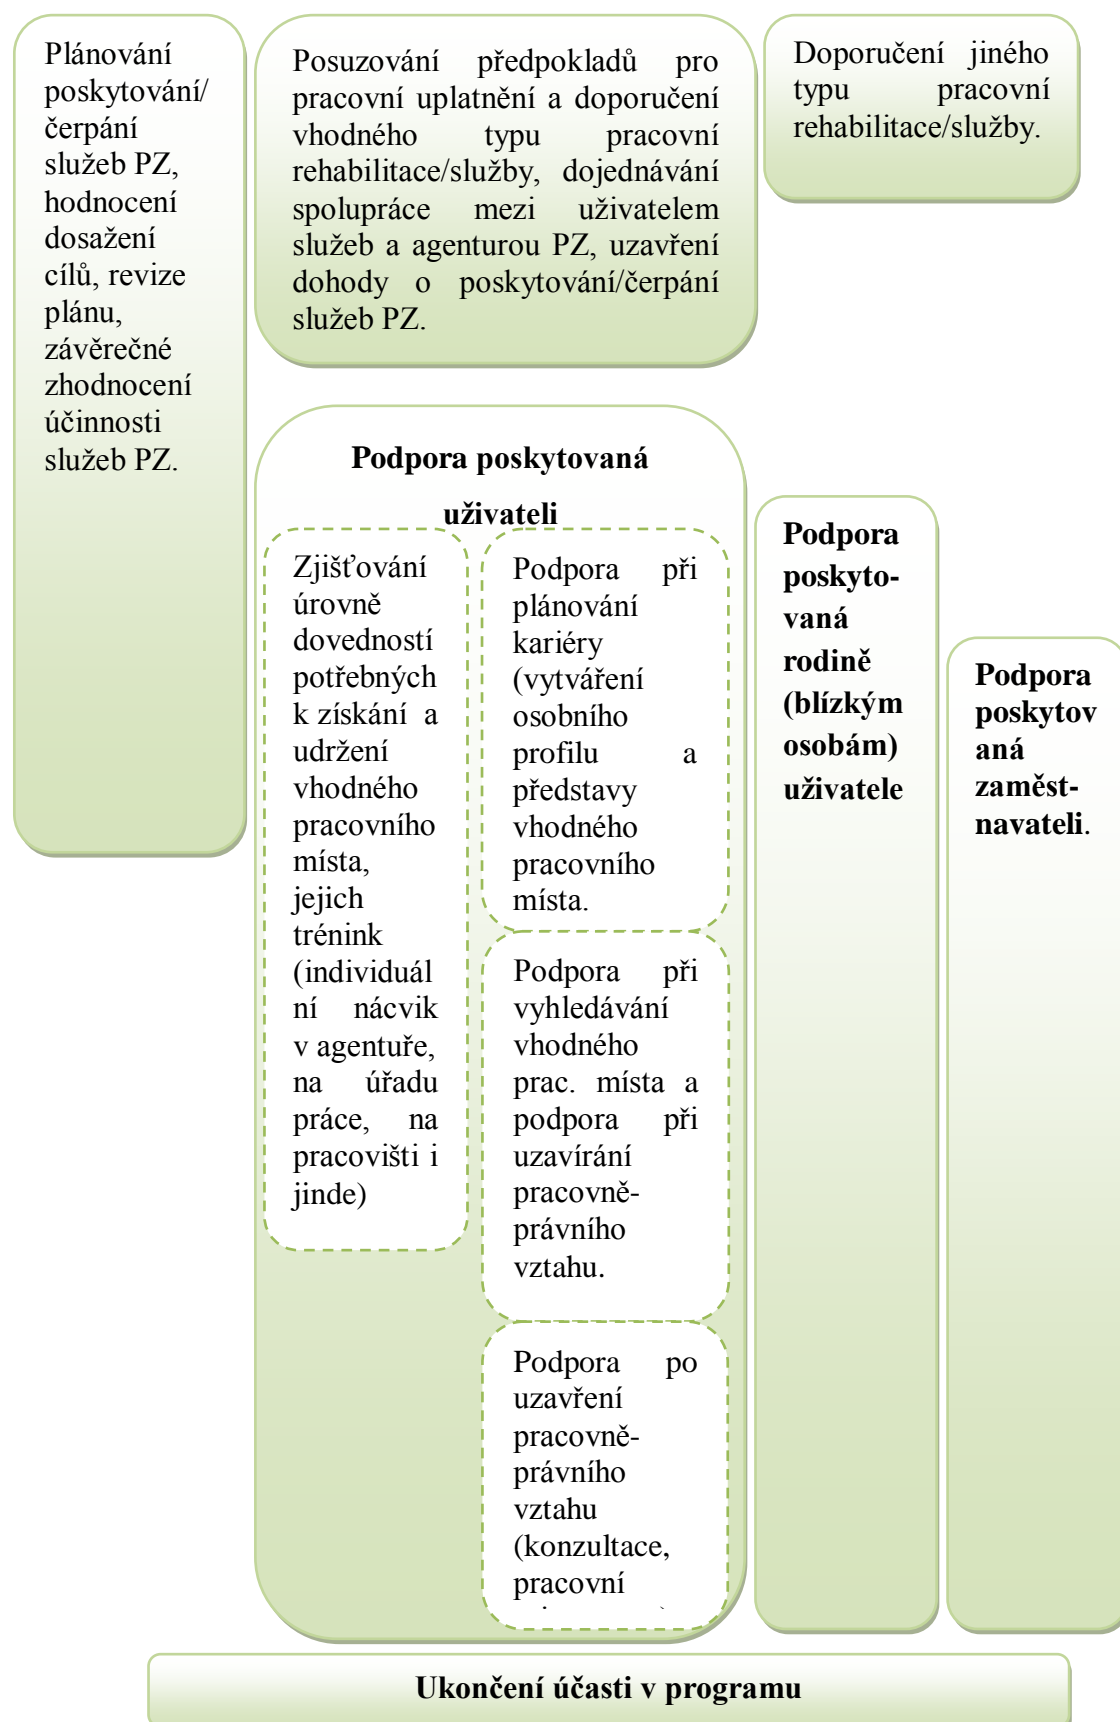 Plánování
poskytování/
čerpání
služeb PZ,
hodnocení
dosažení
cílů, revize
plánu,
závěrečné
zhodnocení
účinnosti
služeb PZ.
Posuzování předpokladů pro
pracovní uplatnění a doporučení
vhodného typu pracovní
rehabilitace/služby, dojednávání
spolupráce mezi uživatelem
služeb a agenturou PZ, uzavření
dohody o poskytování/čerpání
služeb PZ.
Doporučení jiného
typu pracovní
rehabilitace/služby.
Podpora poskytovaná
uživateli
Zjišťování
úrovně
dovedností
potřebných
k získání a
udržení
vhodného
pracovního
místa,
jejich
trénink
(individuál
ní nácvik
v agentuře,
na úřadu
práce, na
pracovišti i
jinde)
Podpora při
plánování
kariéry
(vytváření
osobního
profilu a
představy
vhodného
pracovního
místa.
Podpora při
vyhledávání
vhodného
prac. místa a
podpora při
uzavírání
pracovně-
právního
vztahu.
Podpora po
uzavření
pracovně-
právního
vztahu
(konzultace,
pracovní
Podpora
poskyto-
vaná
rodině
(blízkým
osobám)
uživatele
Podpora
poskytov
aná
zaměst-
navateli.
Ukončení účasti v programu